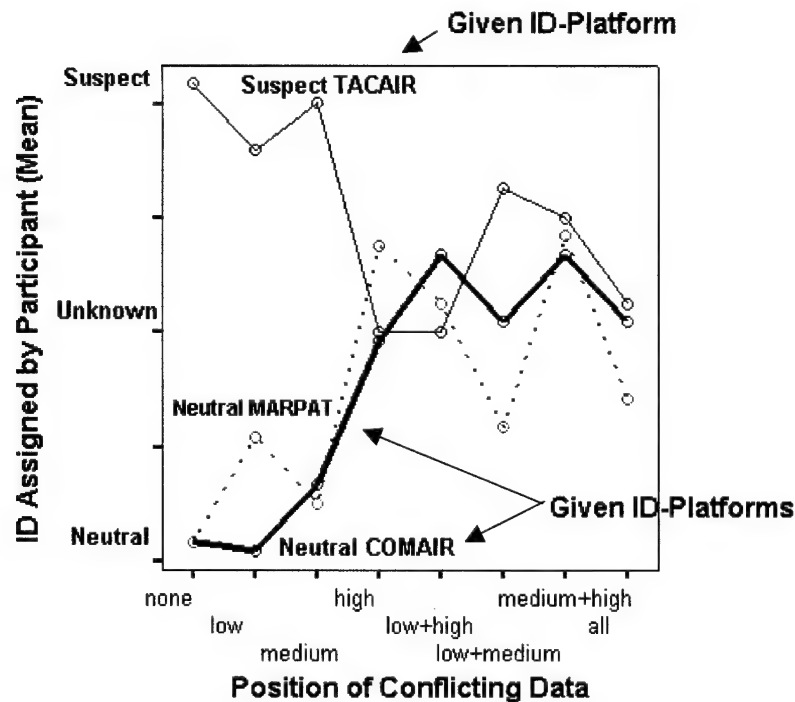 Given ID-Platform
Suspect
Suspect TACAIR
ID Assigned by Participant (Mean)
Unknown
Neutral MARPAT
Given ID-Platforms
Neutral
Neutral COMAIR
none
high
medium+high
low
low+high
all
medium
low+medium
Position of Conflicting Data